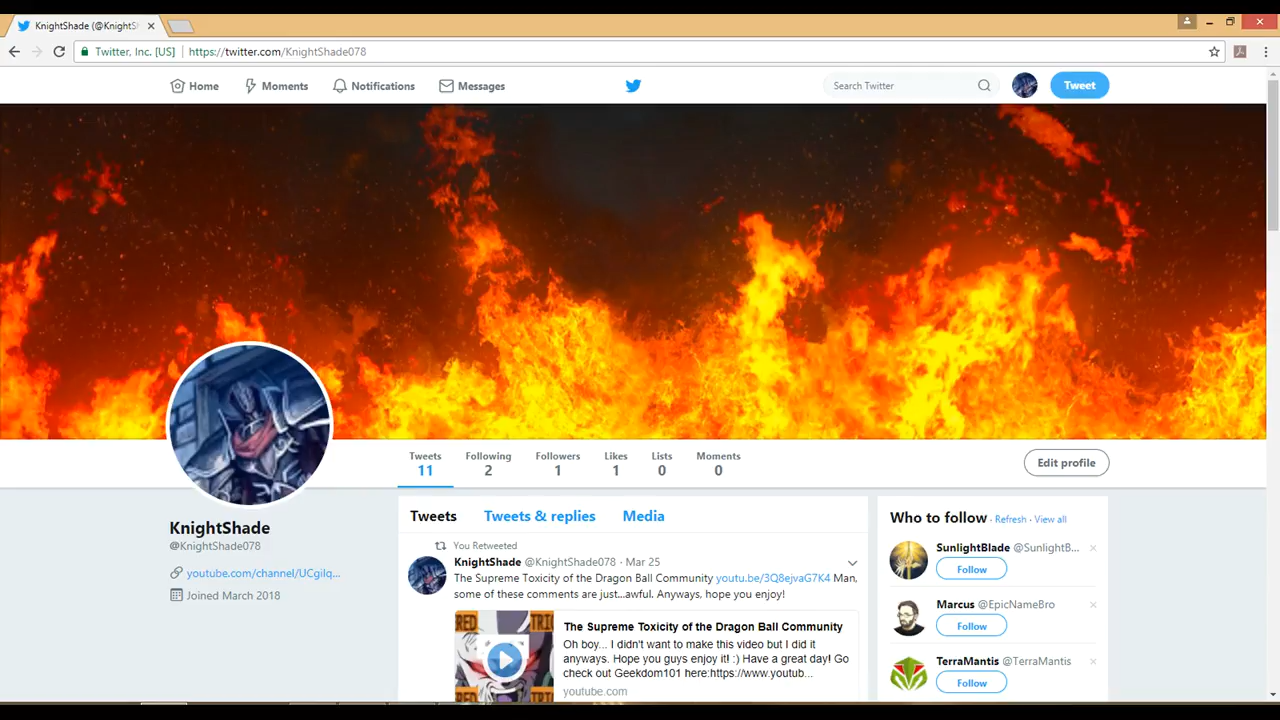 KnightShade (@KnightS
Twitter, Inc. [US] https://twitter.com/KnightShade078
Home Moments Notifications Messages Search Twitter Tweet
Tweets Following Followers Likes Lists Moments
11 2 1 1 0 0
Edit profile
KnightShade
@KnightShade078
youtube.com/channel/UCgilq...
Joined March 2018
Tweets Tweets & replies Media
You Retweeted
KnightShade @KnightShade078 · Mar 25
The Supreme Toxicity of the Dragon Ball Community youtu.be/3Q8ejvaG7K4 Man,
some of these comments are just...awful. Anyways, hope you enjoy!
The Supreme Toxicity of the Dragon Ball Community
Oh boy... I didn't want to make this video but I did it
anyways. Hope you guys enjoy it! :) Have a great day! Go
check out Geekdom101 here:https://www.youtub...
youtube.com
Who to follow · Refresh · View all
SunlightBlade @SunlightB...
Follow
Marcus @EpicNameBro
Follow
TerraMantis @TerraMantis
Follow